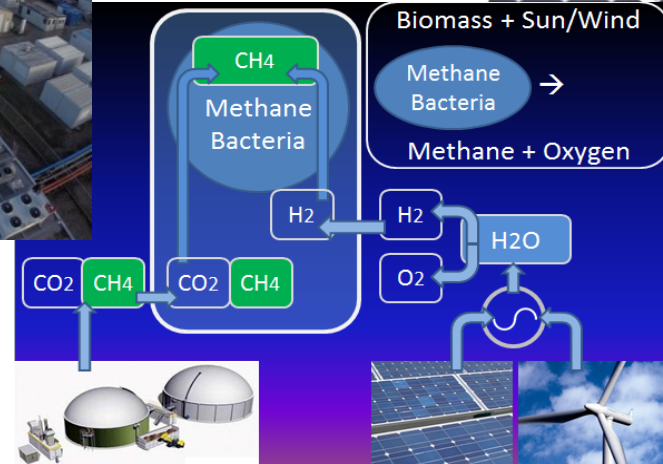 Biomass + Sun/Wind
Methane
Bacteria
→
Methane + Oxygen
CH4
Methane
Bacteria
H2
H2
H2O
O2
CO2
CH4
CO2
CH4